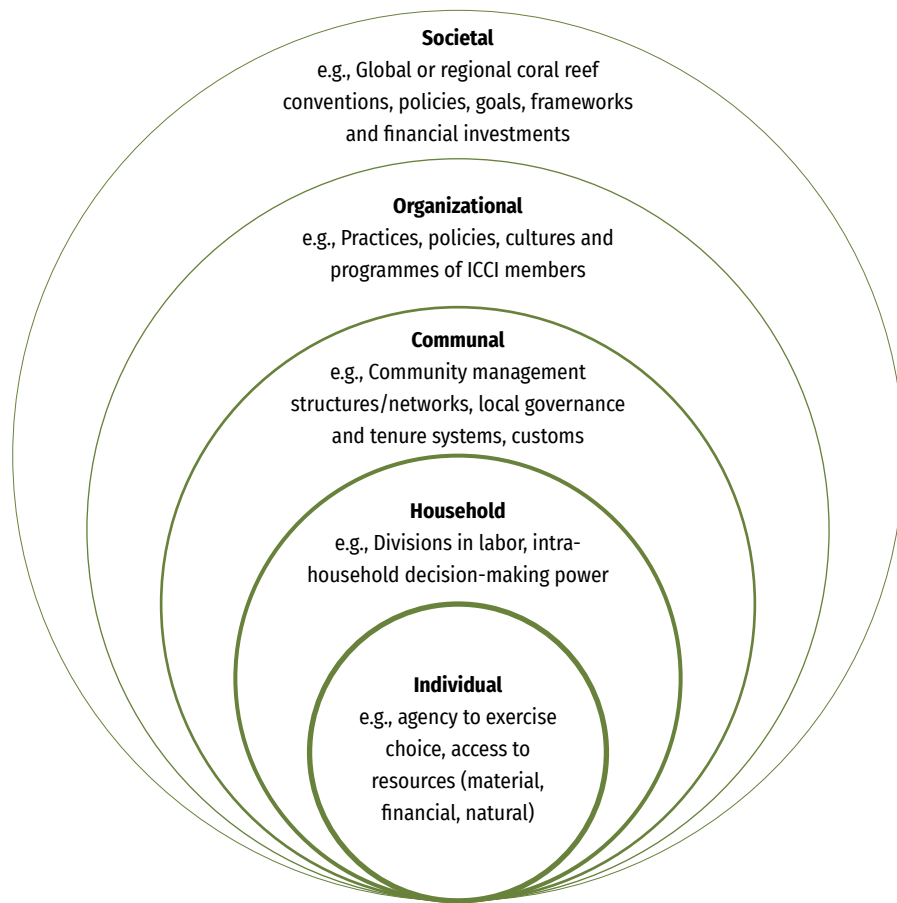 Societal
e.g., Global or regional coral reef
conventions, policies, goals, frameworks
and financial investments
Organizational
e.g., Practices, policies, cultures and
programmes of ICCI members
Communal
e.g., Community management
structures/networks, local governance
and tenure systems, customs
Household
e.g., Divisions in labor, intra-
household decision-making power
Individual
e.g., agency to exercise
choice, access to
resources (material,
financial, natural)